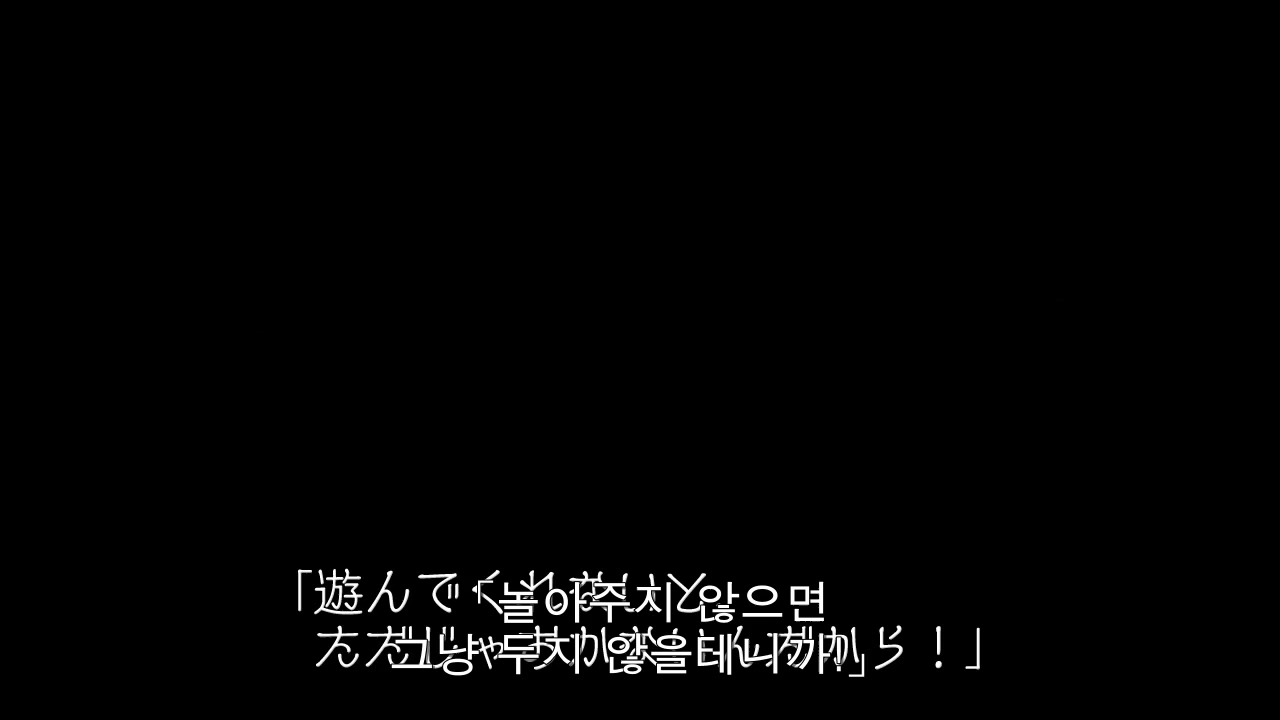 「遊んでくれないと
ただじゃおかないんだから！」
「놀아주지 않으면
그냥 두지 않을테니까!」